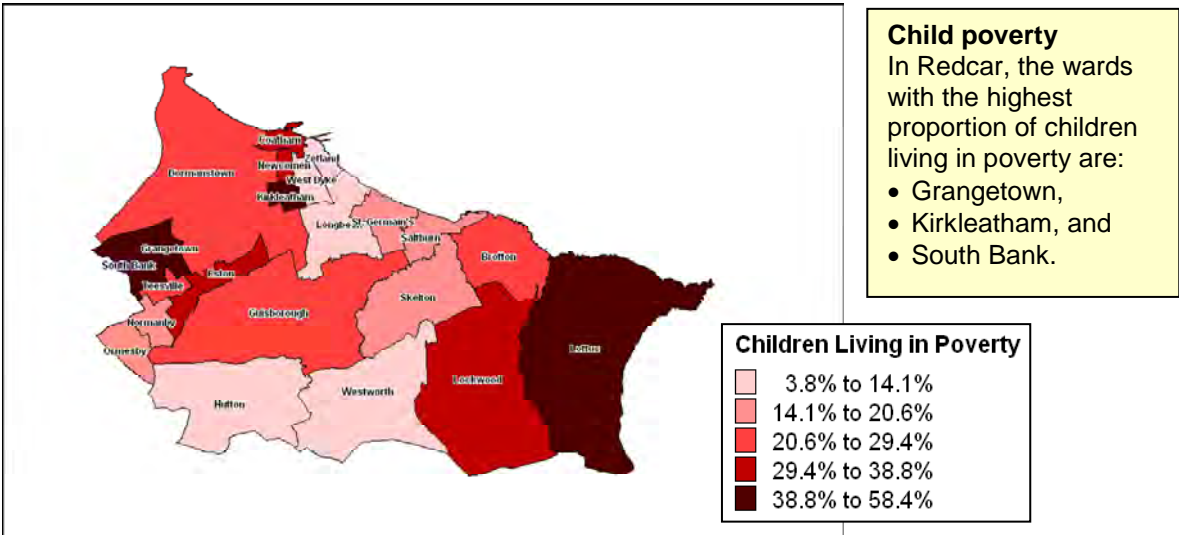 Child poverty
In Redcar, the wards
with the highest
proportion of children
living in poverty are:
• Grangetown,
• Kirkleatham, and
• South Bank.
Coatham
Zetland
Newcomen
West Dyke
Dormanstown
Kirkleatham
Longbe...
St. Germain's
Saltburn
Grangetown
South Bank
Eston
Teesville
Brotton
Skelton
Guisborough
Normanby
Ormesby
Loftus
Lockwood
Westworth
Hutton
Children Living in Poverty
3.8% to 14.1%
14.1% to 20.6%
20.6% to 29.4%
29.4% to 38.8%
38.8% to 58.4%